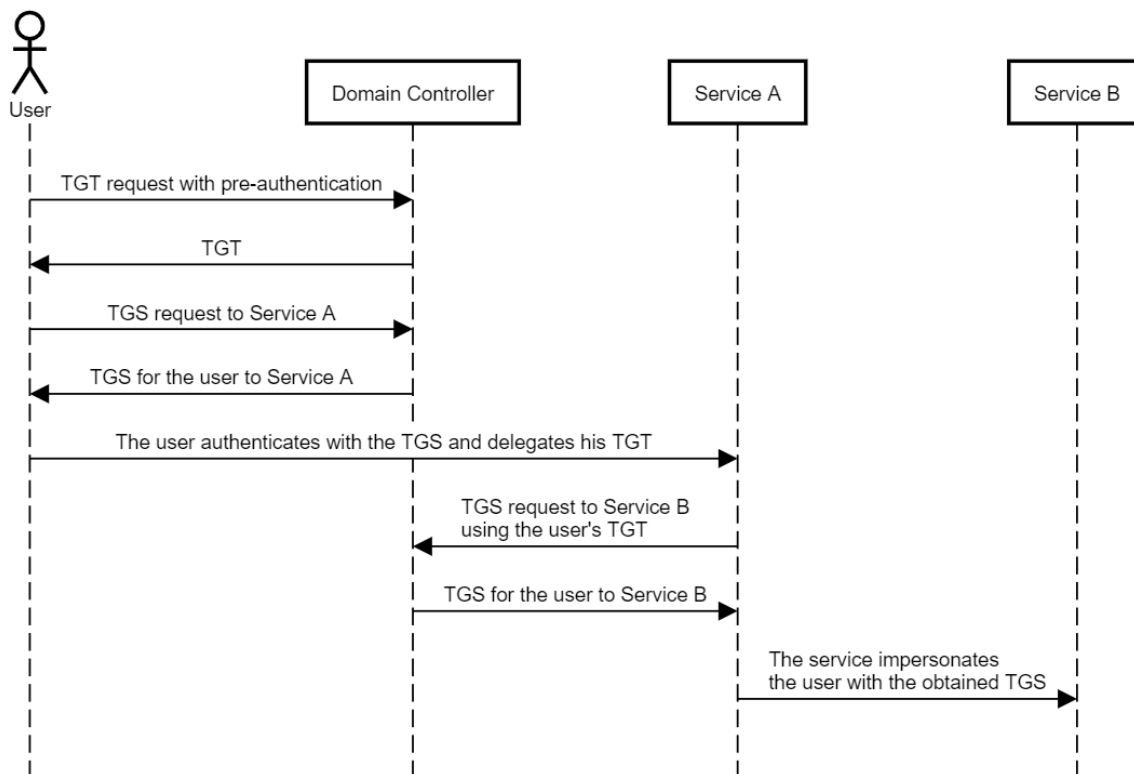 User
Domain Controller
Service A
Service B
TGT request with pre-authentication
TGT
TGS request to Service A
TGS for the user to Service A
The user authenticates with the TGS and delegates his TGT
TGS request to Service B
using the user's TGT
TGS for the user to Service B
The service impersonates
the user with the obtained TGS